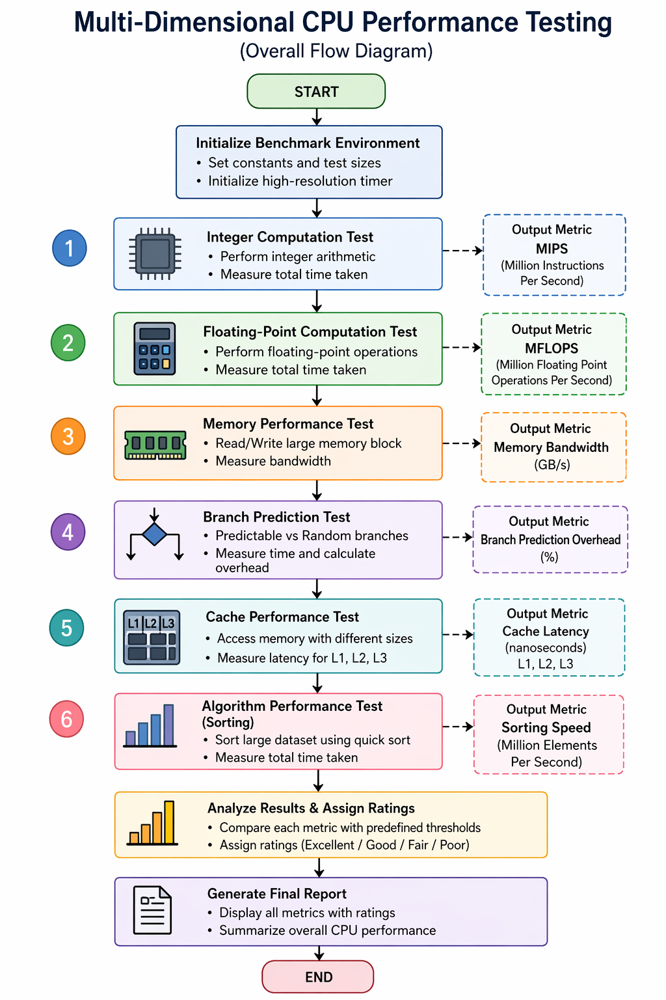 Multi-Dimensional CPU Performance Testing
(Overall Flow Diagram)
START
Initialize Benchmark Environment
• Set constants and test sizes
• Initialize high-resolution timer
1
Integer Computation Test
• Perform integer arithmetic
• Measure total time taken
Output Metric
MIPS
(Million Instructions
Per Second)
2
Floating-Point Computation Test
• Perform floating-point operations
• Measure total time taken
Output Metric
MFLOPS
(Million Floating Point
Operations Per Second)
3
Memory Performance Test
• Read/Write large memory block
• Measure bandwidth
Output Metric
Memory Bandwidth
(GB/s)
4
Branch Prediction Test
• Predictable vs Random branches
• Measure time and calculate
overhead
Output Metric
Branch Prediction Overhead
(%)
5
L1 L2 L3
Cache Performance Test
• Access memory with different sizes
• Measure latency for L1, L2, L3
Output Metric
Cache Latency
(nanoseconds)
L1, L2, L3
6
Algorithm Performance Test
(Sorting)
• Sort large dataset using quick sort
• Measure total time taken
Output Metric
Sorting Speed
(Million Elements
Per Second)
Analyze Results & Assign Ratings
• Compare each metric with predefined thresholds
• Assign ratings (Excellent / Good / Fair / Poor)
Generate Final Report
• Display all metrics with ratings
• Summarize overall CPU performance
END